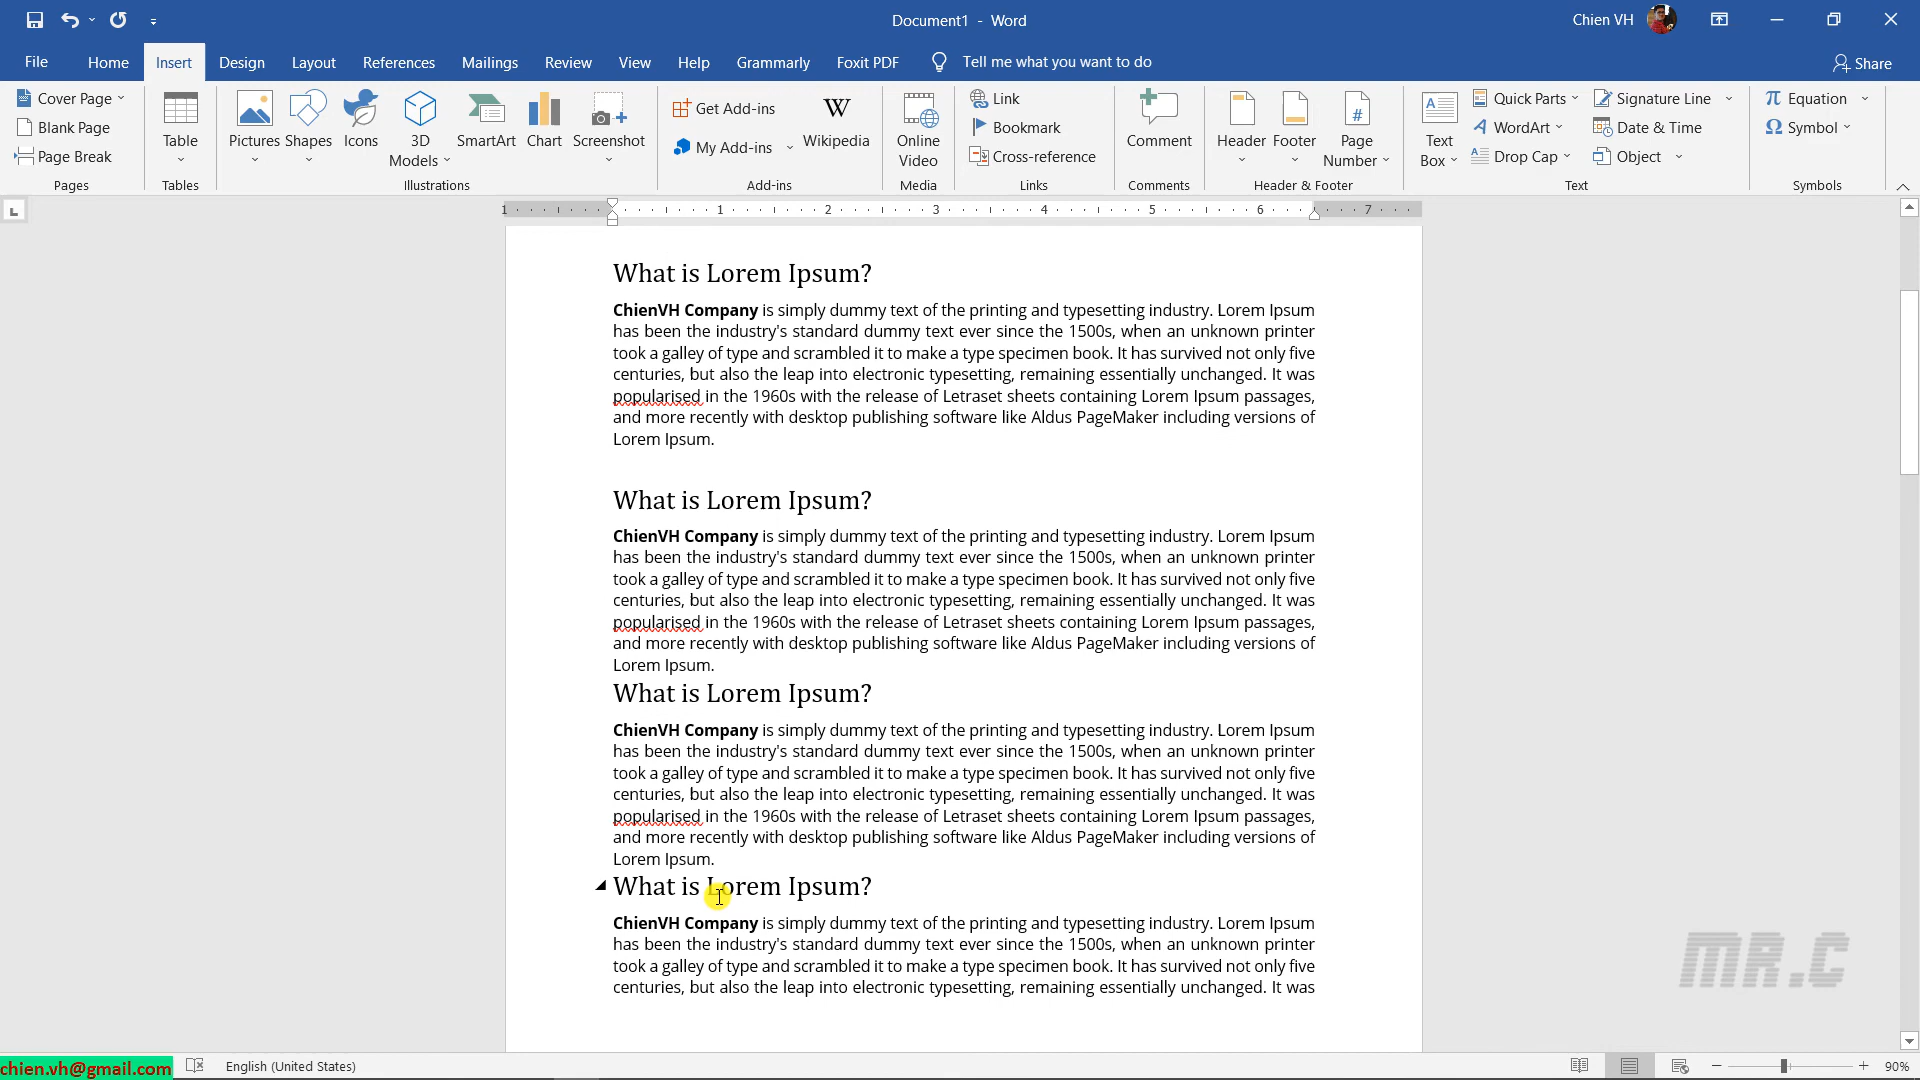 Document1 - Word
Chien VH
File Home Insert Design Layout References Mailings Review View Help Grammarly Foxit PDF Tell me what you want to do Share
Cover Page
Blank Page
Page Break
Pages
Table
Tables
Pictures Shapes Icons 3D Models SmartArt Chart Screenshot
Illustrations
Get Add-ins
My Add-ins
Wikipedia
Add-ins
Online Video
Media
Link
Bookmark
Cross-reference
Links
Comment
Comments
Header Footer Page Number
Header & Footer
Text Box
Quick Parts
WordArt
Drop Cap
Signature Line
Date & Time
Object
Text
Equation
Symbol
Symbols
1 1 2 3 4 5 6 7
What is Lorem Ipsum?
ChienVH Company is simply dummy text of the printing and typesetting industry. Lorem Ipsum
has been the industry's standard dummy text ever since the 1500s, when an unknown printer
took a galley of type and scrambled it to make a type specimen book. It has survived not only five
centuries, but also the leap into electronic typesetting, remaining essentially unchanged. It was
popularised in the 1960s with the release of Letraset sheets containing Lorem Ipsum passages,
and more recently with desktop publishing software like Aldus PageMaker including versions of
Lorem Ipsum.
What is Lorem Ipsum?
ChienVH Company is simply dummy text of the printing and typesetting industry. Lorem Ipsum
has been the industry's standard dummy text ever since the 1500s, when an unknown printer
took a galley of type and scrambled it to make a type specimen book. It has survived not only five
centuries, but also the leap into electronic typesetting, remaining essentially unchanged. It was
popularised in the 1960s with the release of Letraset sheets containing Lorem Ipsum passages,
and more recently with desktop publishing software like Aldus PageMaker including versions of
Lorem Ipsum.
What is Lorem Ipsum?
ChienVH Company is simply dummy text of the printing and typesetting industry. Lorem Ipsum
has been the industry's standard dummy text ever since the 1500s, when an unknown printer
took a galley of type and scrambled it to make a type specimen book. It has survived not only five
centuries, but also the leap into electronic typesetting, remaining essentially unchanged. It was
popularised in the 1960s with the release of Letraset sheets containing Lorem Ipsum passages,
and more recently with desktop publishing software like Aldus PageMaker including versions of
Lorem Ipsum.
What is Lorem Ipsum?
ChienVH Company is simply dummy text of the printing and typesetting industry. Lorem Ipsum
has been the industry's standard dummy text ever since the 1500s, when an unknown printer
took a galley of type and scrambled it to make a type specimen book. It has survived not only five
centuries, but also the leap into electronic typesetting, remaining essentially unchanged. It was
MR.C
chien.vh@gmail.com
English (United States)
90%